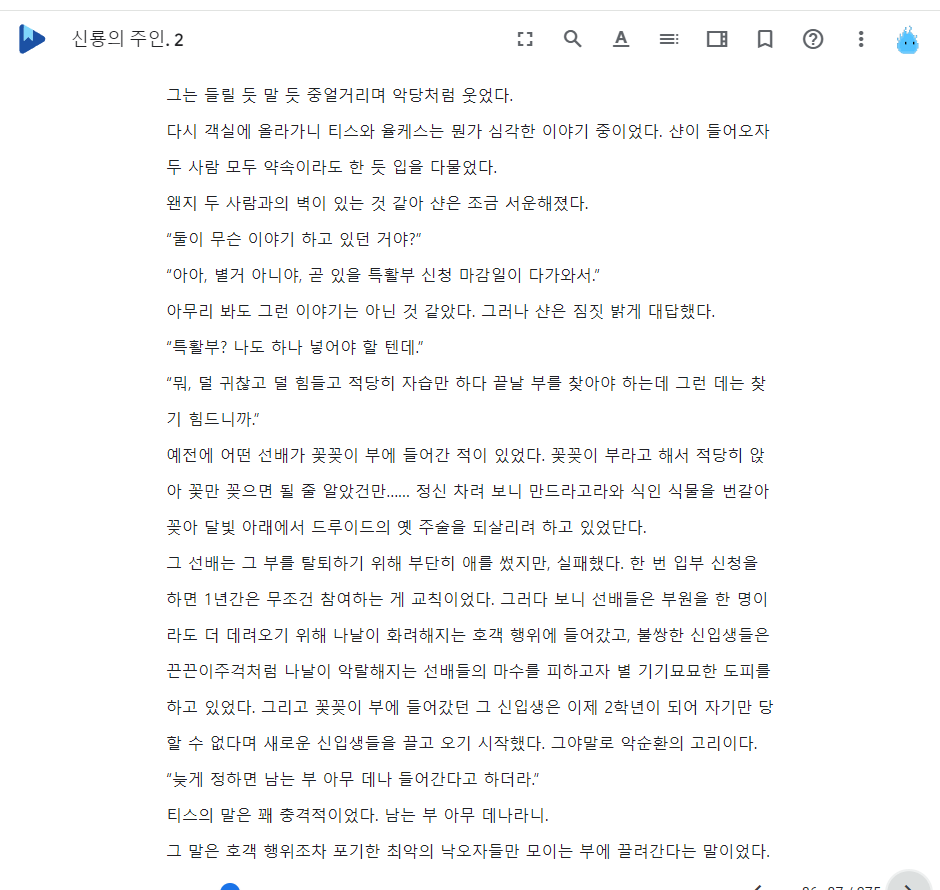 신룡의 주인. 2
그는 들릴 듯 말 듯 중얼거리며 악당처럼 웃었다.
다시 객실에 올라가니 티스와 율케스는 뭔가 심각한 이야기 중이었다. 샨이 들어오자
두 사람 모두 약속이라도 한 듯 입을 다물었다.
왠지 두 사람과의 벽이 있는 것 같아 샨은 조금 서운해졌다.
“둘이 무슨 이야기 하고 있던 거야?”
“아아, 별거 아니야, 곧 있을 특활부 신청 마감일이 다가와서.”
아무리 봐도 그런 이야기는 아닌 것 같았다. 그러나 샨은 짐짓 밝게 대답했다.
“특활부? 나도 하나 넣어야 할 텐데.”
“뭐, 덜 귀찮고 덜 힘들고 적당히 자습만 하다 끝날 부를 찾아야 하는데 그런 데는 찾
기 힘드니까.”
예전에 어떤 선배가 꽃꽂이 부에 들어간 적이 있었다. 꽃꽂이 부라고 해서 적당히 앉
아 꽃만 꽂으면 될 줄 알았건만…… 정신 차려 보니 만드라고라와 식인 식물을 번갈아
꽂아 달빛 아래에서 드루이드의 옛 주술을 되살리려 하고 있었단다.
그 선배는 그 부를 탈퇴하기 위해 부단히 애를 썼지만, 실패했다. 한 번 입부 신청을
하면 1년간은 무조건 참여하는 게 교칙이었다. 그러다 보니 선배들은 부원을 한 명이
라도 더 데려오기 위해 나날이 화려해지는 호객 행위에 들어갔고, 불쌍한 신입생들은
끈끈이주걱처럼 나날이 악랄해지는 선배들의 마수를 피하고자 별 기기묘묘한 도피를
하고 있었다. 그리고 꽃꽂이 부에 들어갔던 그 신입생은 이제 2학년이 되어 자기만 당
할 수 없다며 새로운 신입생들을 끌고 오기 시작했다. 그야말로 악순환의 고리이다.
“늦게 정하면 남는 부 아무 데나 들어간다고 하더라.”
티스의 말은 꽤 충격적이었다. 남는 부 아무 데나라니.
그 말은 호객 행위조차 포기한 최악의 낙오자들만 모이는 부에 끌려간다는 말이었다.